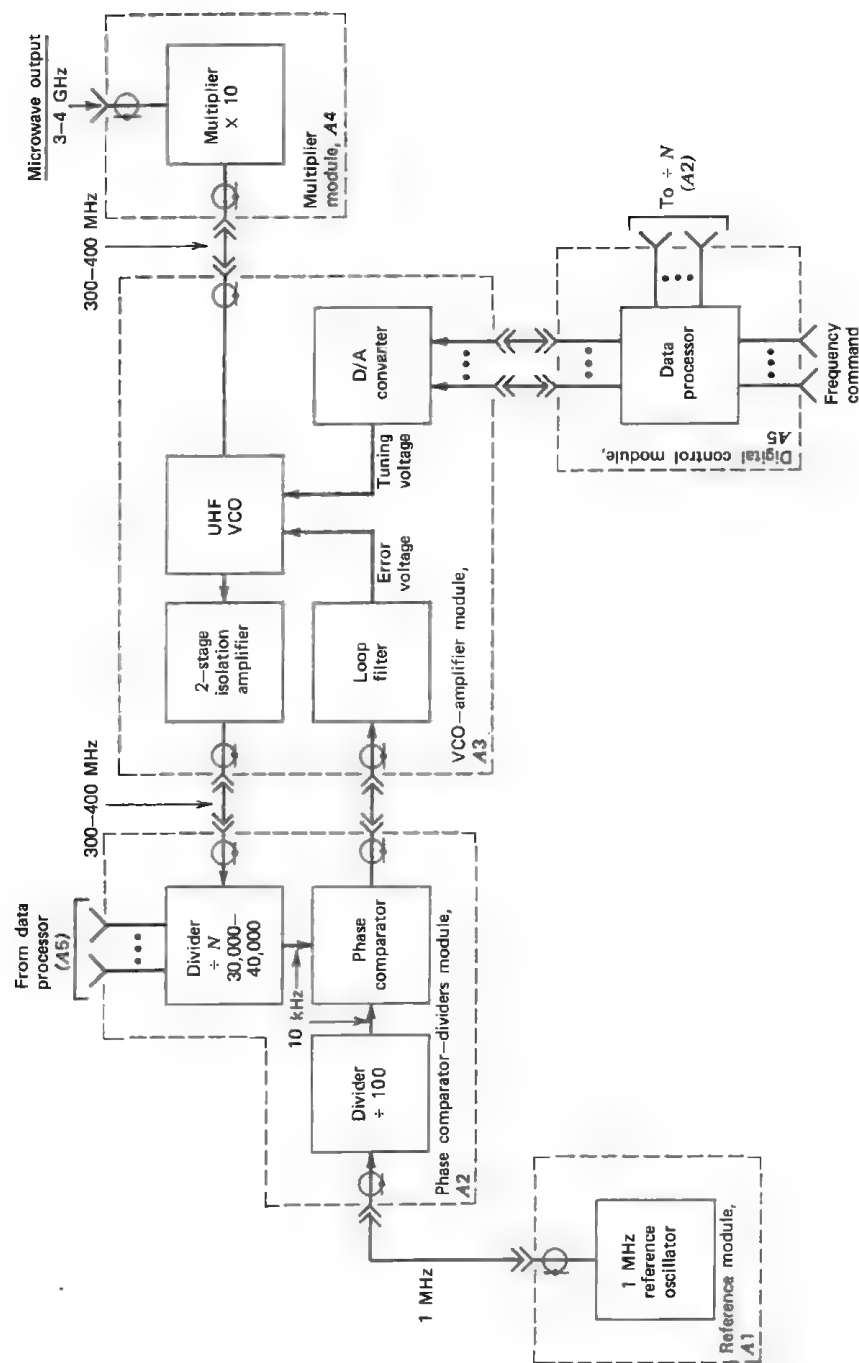 Microwave output
3–4 GHz
Multiplier
× 10
Multiplier
module, A4
300–400 MHz
UHF
VCO
D/A
converter
Tuning
voltage
Error
voltage
2-stage
isolation
amplifier
Loop
filter
VCO–amplifier module,
A3
Data
processor
To ÷ N
(A2)
Frequency
command
Digital control module,
A5
300–400 MHz
From data
processor
(A5)
Divider
÷ N
30,000–
40,000
10 kHz
Phase
comparator
Divider
÷ 100
Phase comparator–dividers module,
A2
1 MHz
1 MHz
reference
oscillator
Reference module,
A1